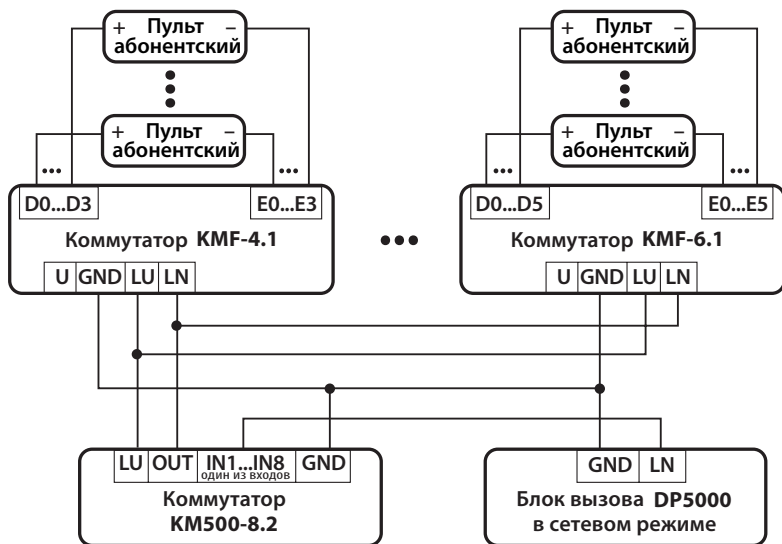 + Пульт –
абонентский
+ Пульт –
абонентский
•••
•••
D0...D3
E0...E3
Коммутатор KMF-4.1
U GND LU LN
+ Пульт –
абонентский
+ Пульт –
абонентский
•••
•••
D0...D5
E0...E5
Коммутатор KMF-6.1
U GND LU LN
•••
LU OUT IN1...IN8 GND
один из входов
Коммутатор
КМ500-8.2
GND LN
Блок вызова DP5000
в сетевом режиме